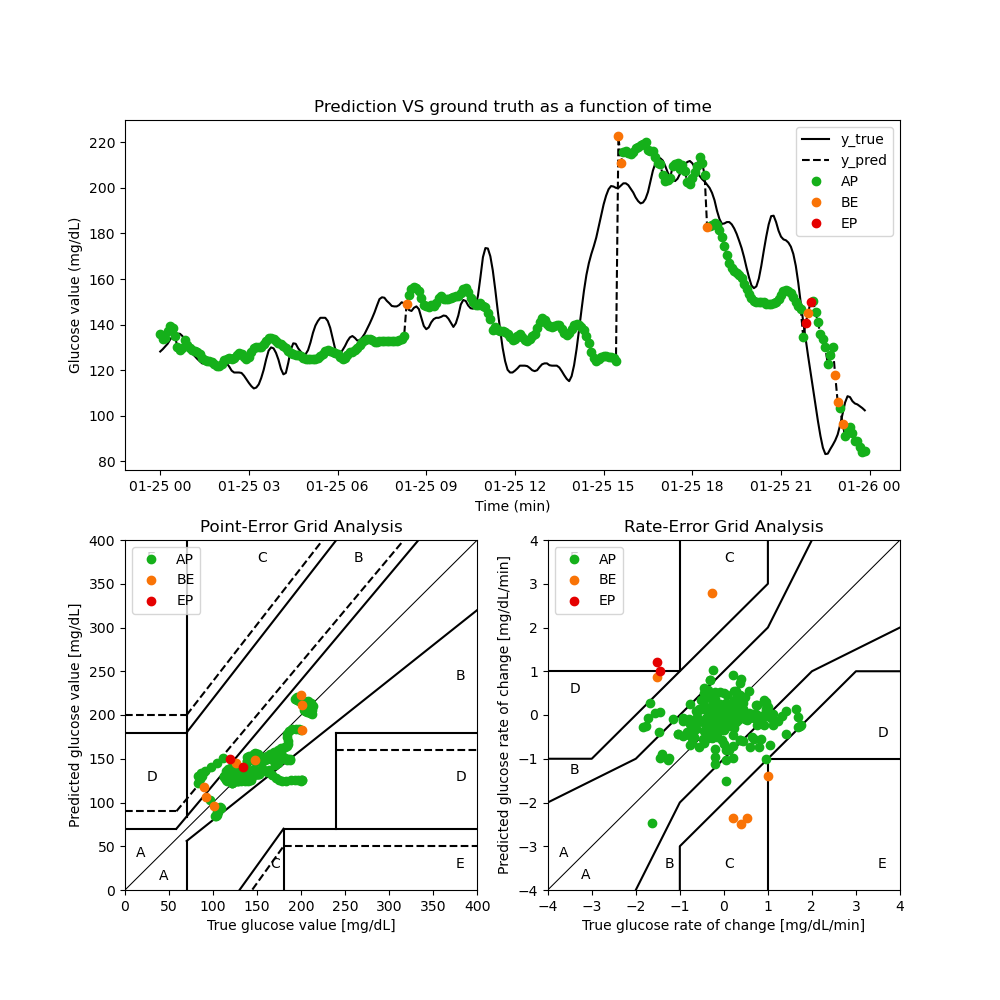 Prediction VS ground truth as a function of time
Glucose value (mg/dL)
220
200
180
160
140
120
100
80
y_true
y_pred
AP
BE
EP
01-25 00 01-25 03 01-25 06 01-25 09 01-25 12 01-25 15 01-25 18 01-25 21 01-26 00
Time (min)
Point-Error Grid Analysis
Predicted glucose value [mg/dL]
400
350
300
250
200
150
100
50
0
AP
BE
EP
C B
A
A
B
D
D
C
E
0 50 100 150 200 250 300 350 400
True glucose value [mg/dL]
Rate-Error Grid Analysis
Predicted glucose rate of change [mg/dL/min]
4
3
2
1
0
−1
−2
−3
−4
AP
BE
EP
C
D
D
B
A
A
B
C
E
−4 −3 −2 −1 0 1 2 3 4
True glucose rate of change [mg/dL/min]